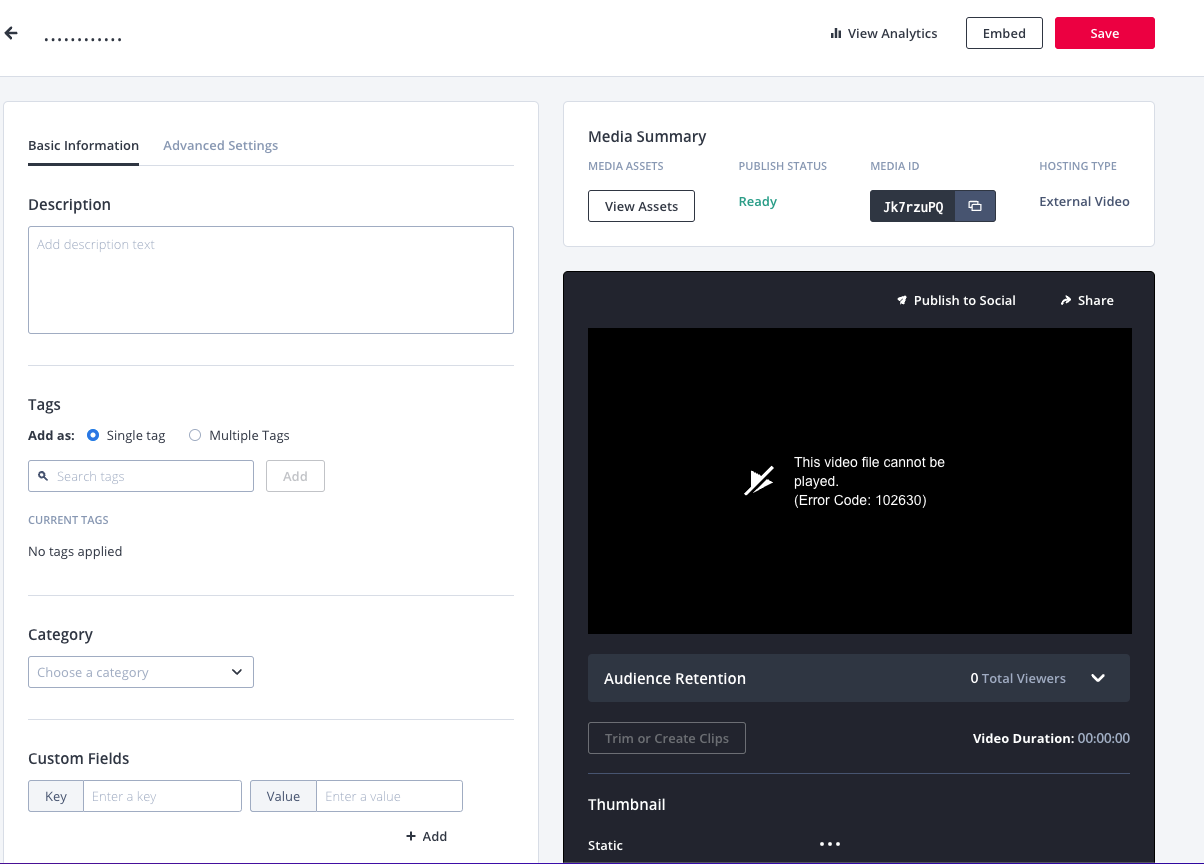 ............
View Analytics
Embed
Save
Basic Information
Advanced Settings
Description
Add description text
Tags
Add as:
Single tag
Multiple Tags
Search tags
Add
CURRENT TAGS
No tags applied
Category
Choose a category
Custom Fields
Key
Enter a key
Value
Enter a value
+ Add
Media Summary
MEDIA ASSETS
View Assets
PUBLISH STATUS
Ready
MEDIA ID
Jk7rzuPQ
HOSTING TYPE
External Video
Publish to Social
Share
This video file cannot be
played.
(Error Code: 102630)
Audience Retention
0 Total Viewers
Trim or Create Clips
Video Duration: 00:00:00
Thumbnail
Static